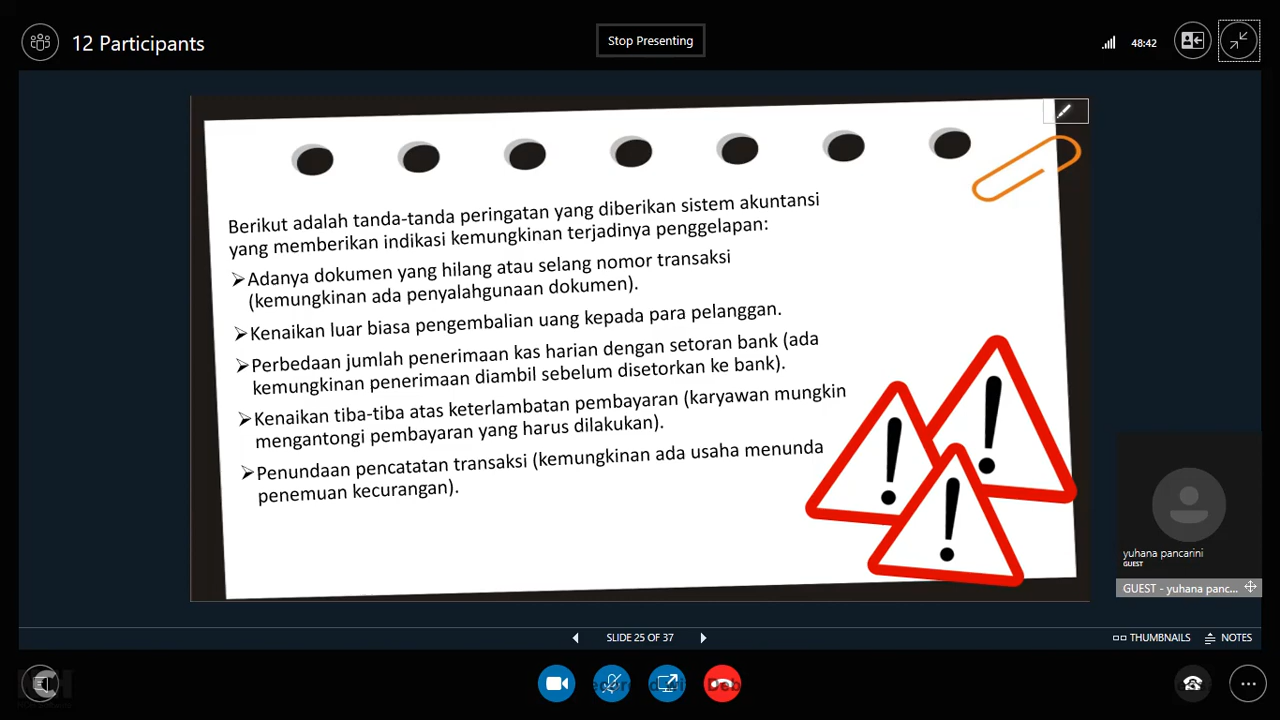 12 Participants
Stop Presenting
48:42
Berikut adalah tanda-tanda peringatan yang diberikan sistem akuntansi
yang memberikan indikasi kemungkinan terjadinya penggelapan:
➢Adanya dokumen yang hilang atau selang nomor transaksi
(kemungkinan ada penyalahgunaan dokumen).
➢Kenaikan luar biasa pengembalian uang kepada para pelanggan.
➢Perbedaan jumlah penerimaan kas harian dengan setoran bank (ada
kemungkinan penerimaan diambil sebelum disetorkan ke bank).
➢Kenaikan tiba-tiba atas keterlambatan pembayaran (karyawan mungkin
mengantongi pembayaran yang harus dilakukan).
➢Penundaan pencatatan transaksi (kemungkinan ada usaha menunda
penemuan kecurangan).
yuhana pancarini
GUEST
GUEST - yuhana panc...
SLIDE 25 OF 37
THUMBNAILS
NOTES